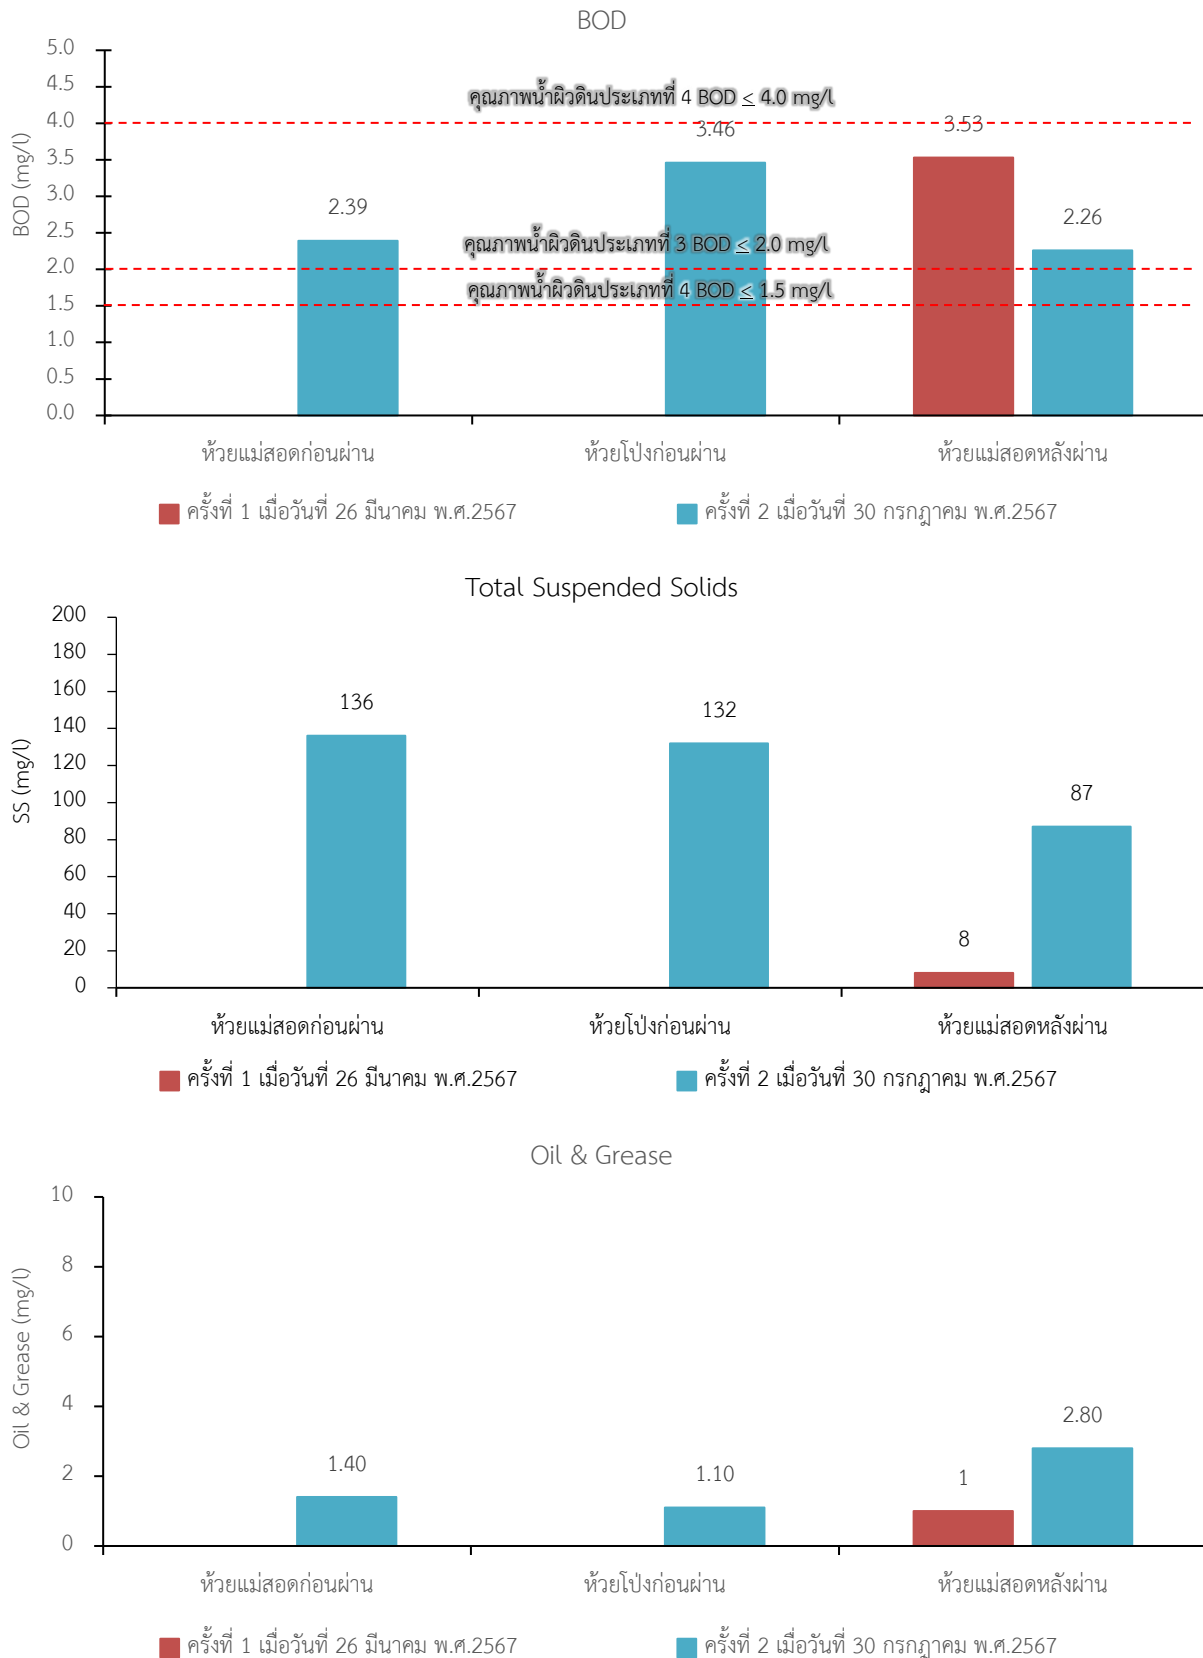 BOD
5.0
4.5
คุณภาพน้ำผิวดินประเภทที่ 4 BOD ≤ 4.0 mg/l
4.0
3.46
3.53
3.5
3.0
2.39
2.5
2.26
คุณภาพน้ำผิวดินประเภทที่ 3 BOD ≤ 2.0 mg/l
2.0
คุณภาพน้ำผิวดินประเภทที่ 4 BOD ≤ 1.5 mg/l
1.5
1.0
0.5
0.0
BOD (mg/l)
ห้วยแม่สอดก่อนผ่าน ห้วยโป่งก่อนผ่าน ห้วยแม่สอดหลังผ่าน
ครั้งที่ 1 เมื่อวันที่ 26 มีนาคม พ.ศ.2567 ครั้งที่ 2 เมื่อวันที่ 30 กรกฎาคม พ.ศ.2567
Total Suspended Solids
200
180
160
136
132
140
120
100
87
80
60
40
20
8
0
SS (mg/l)
ห้วยแม่สอดก่อนผ่าน ห้วยโป่งก่อนผ่าน ห้วยแม่สอดหลังผ่าน
ครั้งที่ 1 เมื่อวันที่ 26 มีนาคม พ.ศ.2567 ครั้งที่ 2 เมื่อวันที่ 30 กรกฎาคม พ.ศ.2567
Oil & Grease
10
8
6
4
2.80
2
1.40
1.10
1
0
Oil & Grease (mg/l)
ห้วยแม่สอดก่อนผ่าน ห้วยโป่งก่อนผ่าน ห้วยแม่สอดหลังผ่าน
ครั้งที่ 1 เมื่อวันที่ 26 มีนาคม พ.ศ.2567 ครั้งที่ 2 เมื่อวันที่ 30 กรกฎาคม พ.ศ.2567